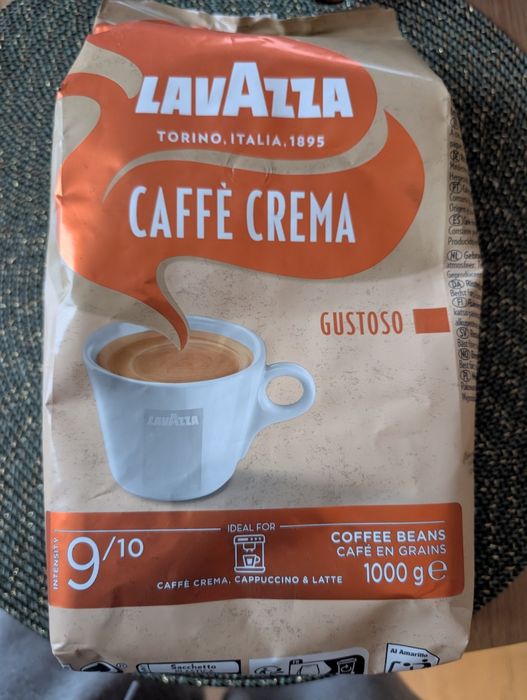 LAVAZZA
TORINO, ITALIA, 1895
CAFFÈ CREMA
GUSTOSO
LAVAZZA
INTENSITY
9/10
IDEAL FOR
CAFFÈ CREMA, CAPPUCCINO & LATTE
COFFEE BEANS
CAFÉ EN GRAINS
1000 g e
Sacchetto
Al Amarillo